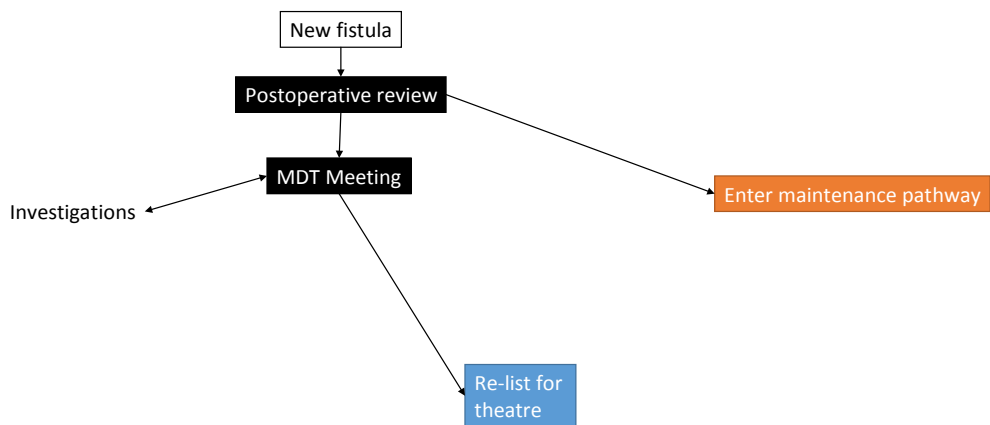 New fistula
Postoperative review
MDT Meeting
Enter maintenance pathway
Investigations
Re-list for
theatre